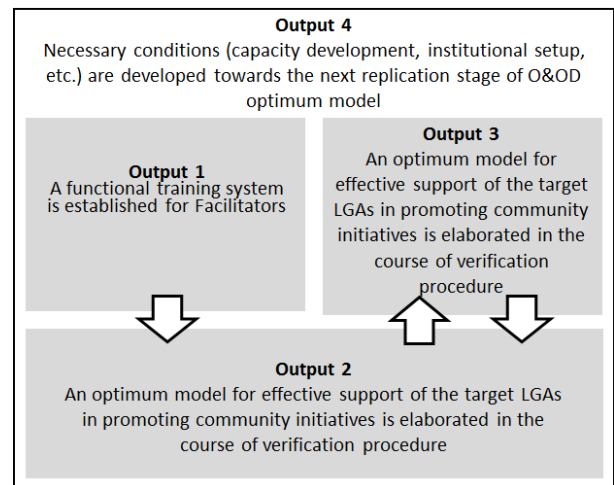 Output 4
Necessary conditions (capacity development, institutional setup,
etc.) are developed towards the next replication stage of O&OD
optimum model
Output 1
A functional training system
is established for Facilitators
Output 3
An optimum model for
effective support of the target
LGAs in promoting community
initiatives is elaborated in the
course of verification
procedure
Output 2
An optimum model for effective support of the target LGAs
in promoting community initiatives is elaborated in the
course of verification procedure